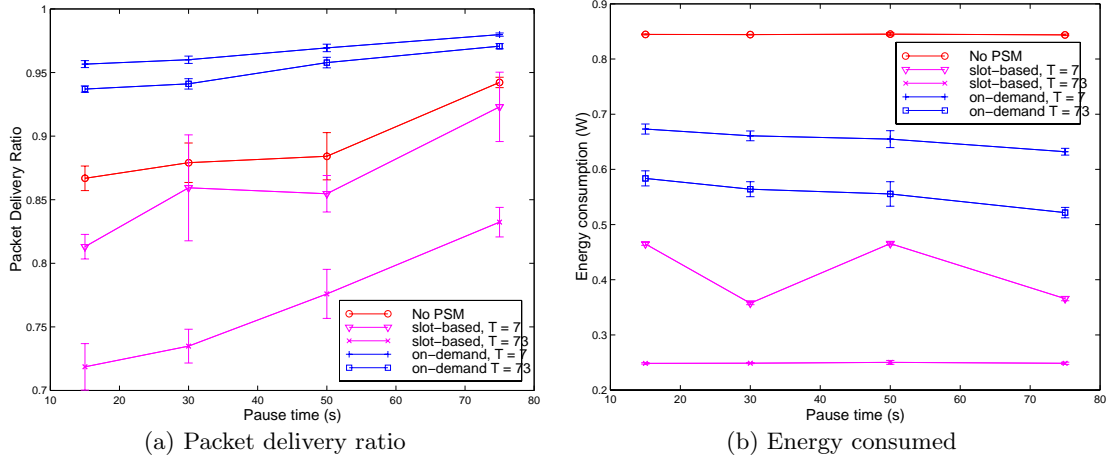 1
0.95
0.9
0.85
0.8
0.75
0.7
Packet Delivery Ratio
10 20 30 40 50 60 70 80
Pause time (s)
No PSM
slot-based, T = 7
slot-based, T = 73
on-demand, T = 7
on-demand T = 73
(a) Packet delivery ratio
0.9
0.8
0.7
0.6
0.5
0.4
0.3
0.2
Energy consumption (W)
10 20 30 40 50 60 70 80
Pause time (s)
No PSM
slot-based, T = 7
slot-based, T = 73
on-demand, T = 7
on-demand T = 73
(b) Energy consumed